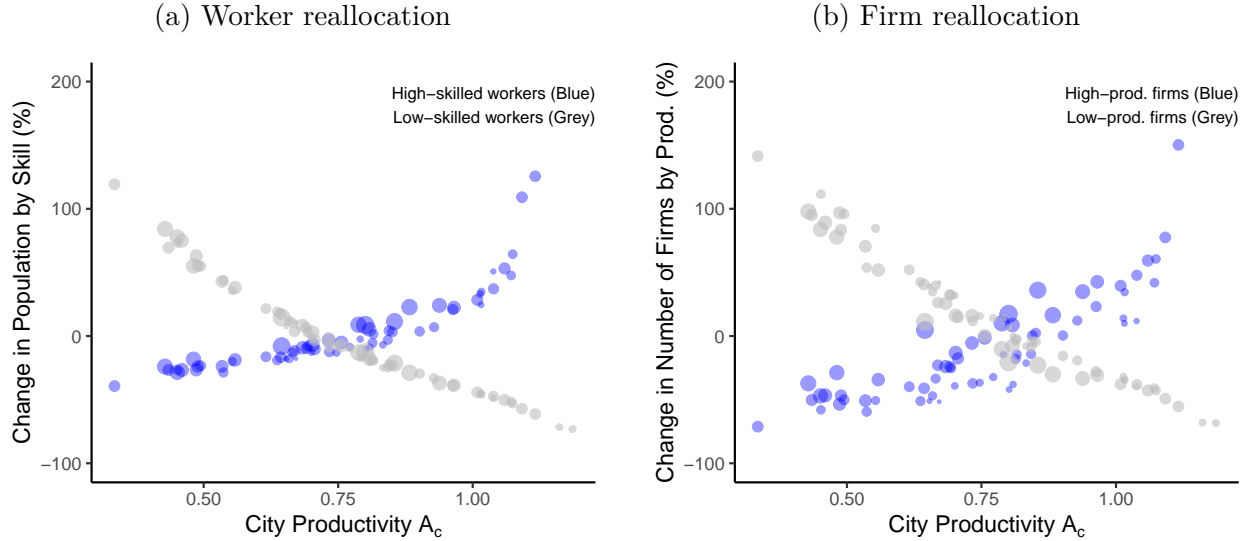 (a) Worker reallocation
200
100
0
−100
Change in Population by Skill (%)
High−skilled workers (Blue)
Low−skilled workers (Grey)
0.50
0.75
1.00
City Productivity A_c
(b) Firm reallocation
200
100
0
−100
Change in Number of Firms by Prod. (%)
High−prod. firms (Blue)
Low−prod. firms (Grey)
0.50
0.75
1.00
City Productivity A_c